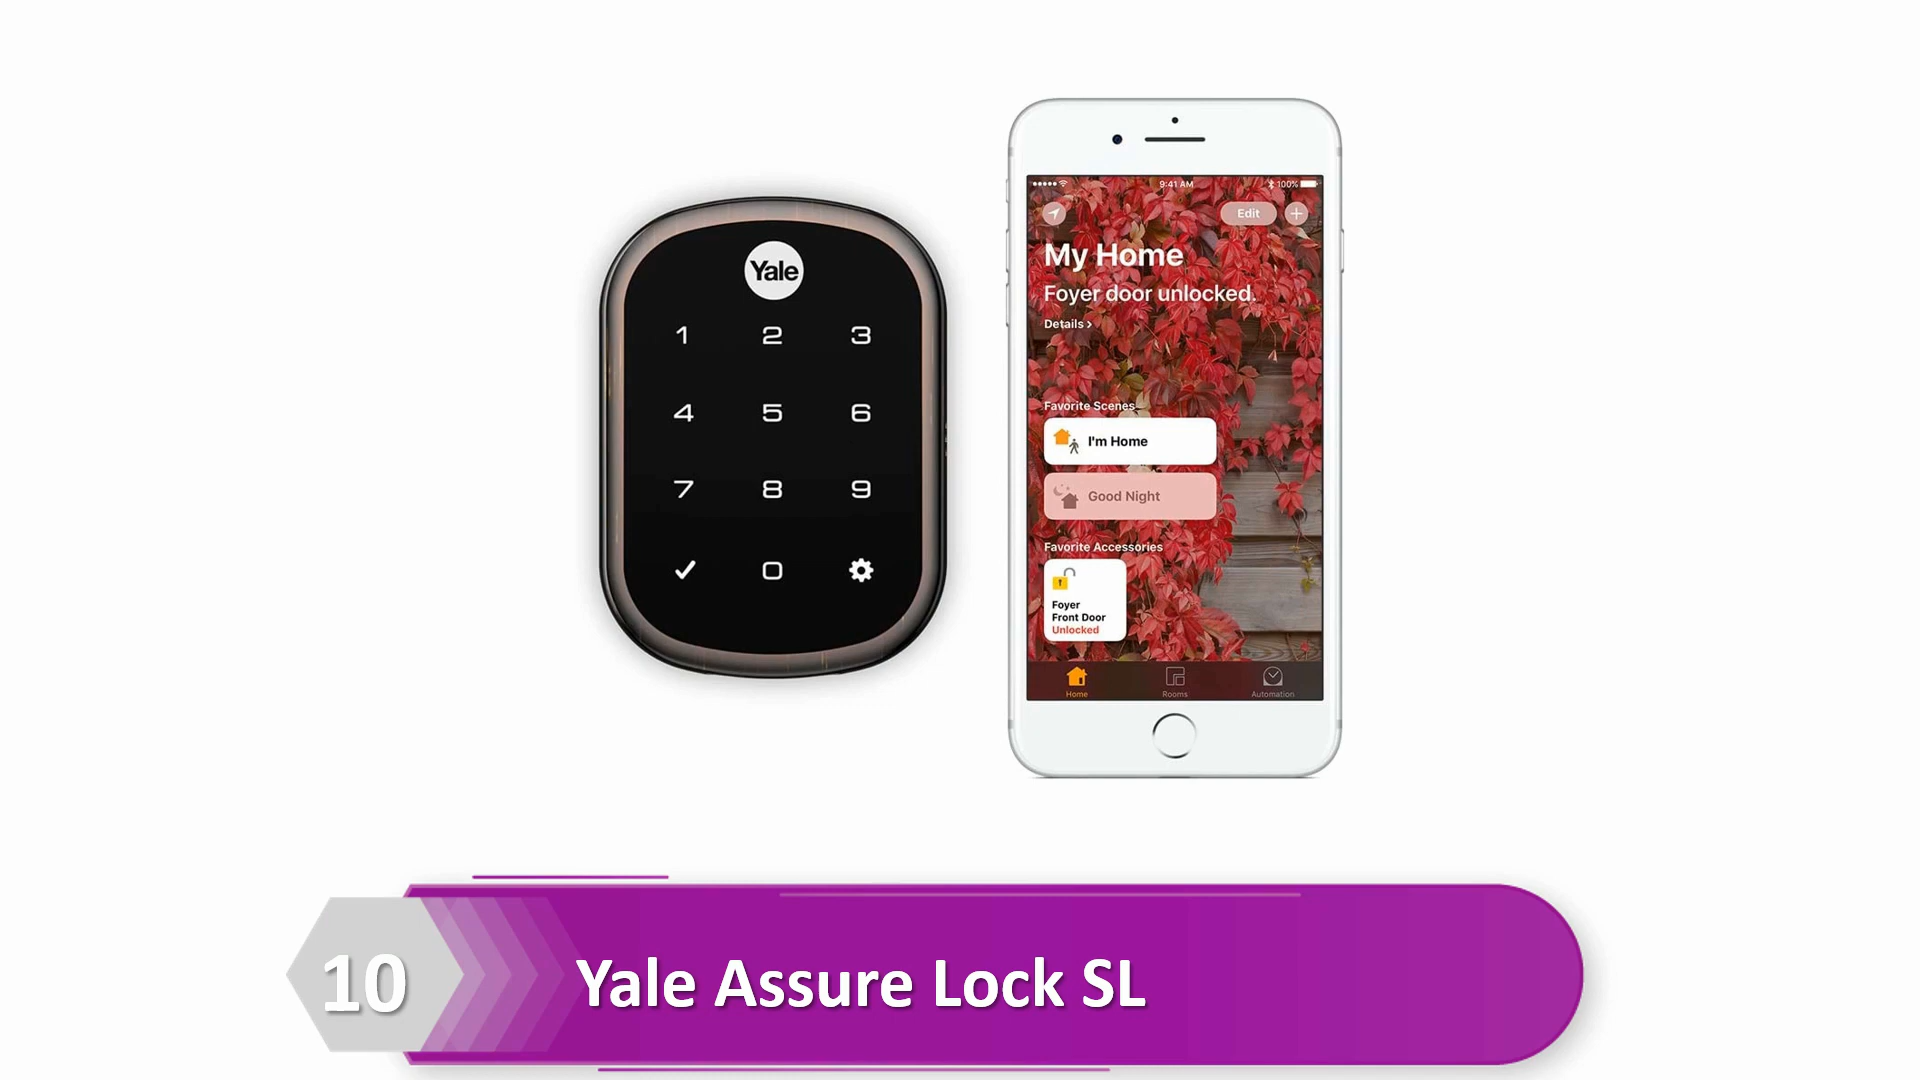 Yale
1 2 3
4 5 6
7 8 9
0
9:41 AM 100%
Edit
My Home
Foyer door unlocked.
Details
Favorite Scenes
I'm Home
Good Night
Favorite Accessories
Foyer
Front Door
Unlocked
Home Rooms Automation
10 Yale Assure Lock SL